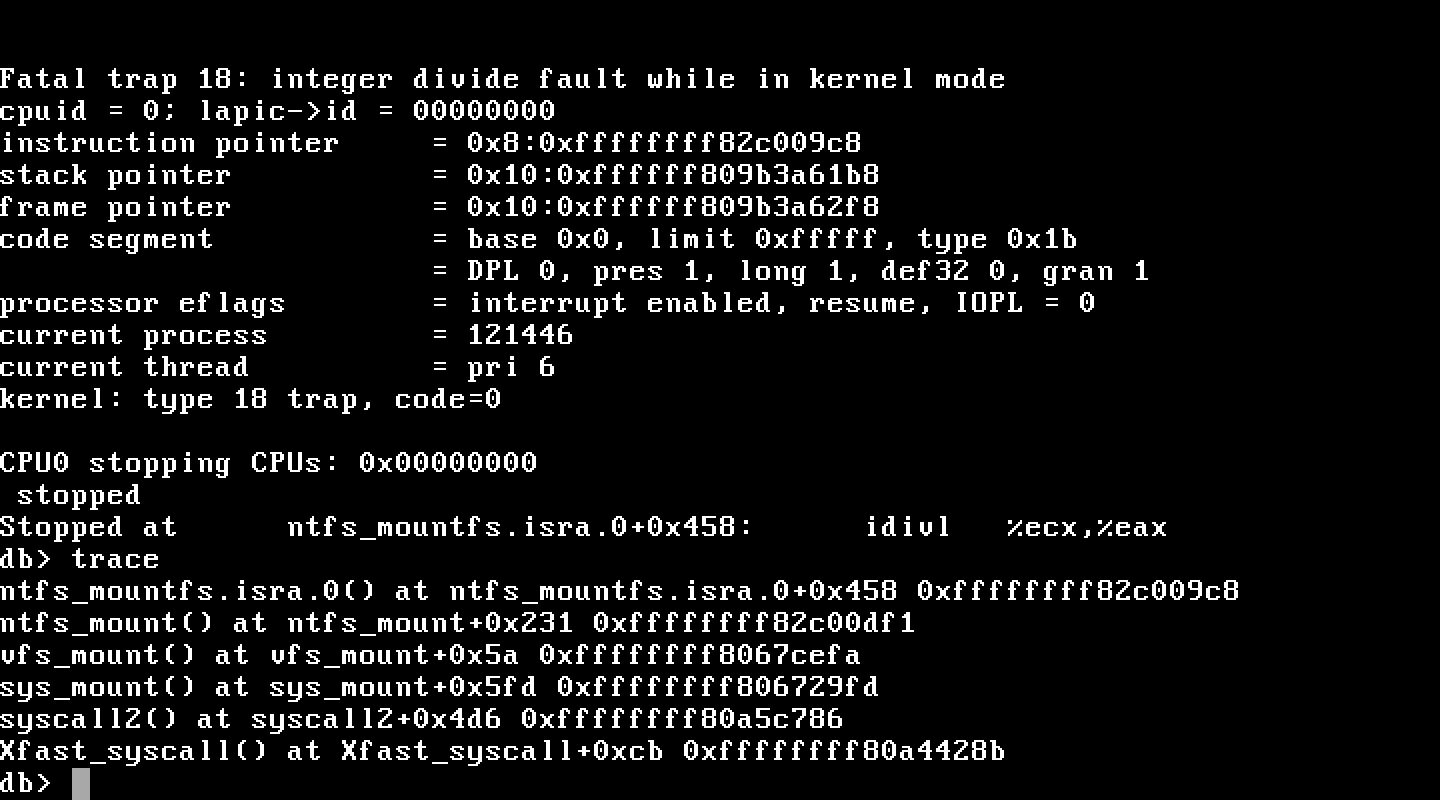 Fatal trap 18: integer divide fault while in kernel mode
cpuid = 0; lapic->id = 00000000
instruction pointer     = 0x8:0xffffffff82c009c8
stack pointer           = 0x10:0xffffff809b3a61b8
frame pointer           = 0x10:0xffffff809b3a62f8
code segment            = base 0x0, limit 0xfffff, type 0x1b
                        = DPL 0, pres 1, long 1, def32 0, gran 1
processor eflags        = interrupt enabled, resume, IOPL = 0
current process         = 121446
current thread          = pri 6
kernel: type 18 trap, code=0
CPU0 stopping CPUs: 0x00000000
 stopped
Stopped at      ntfs_mountfs.isra.0+0x458:      idivl   %ecx,%eax
db> trace
ntfs_mountfs.isra.0() at ntfs_mountfs.isra.0+0x458 0xffffffff82c009c8
ntfs_mount() at ntfs_mount+0x231 0xffffffff82c00df1
vfs_mount() at vfs_mount+0x5a 0xffffffff8067cefa
sys_mount() at sys_mount+0x5fd 0xffffffff806729fd
syscall2() at syscall2+0x4d6 0xffffffff80a5c786
Xfast_syscall() at Xfast_syscall+0xcb 0xffffffff80a4428b
db>